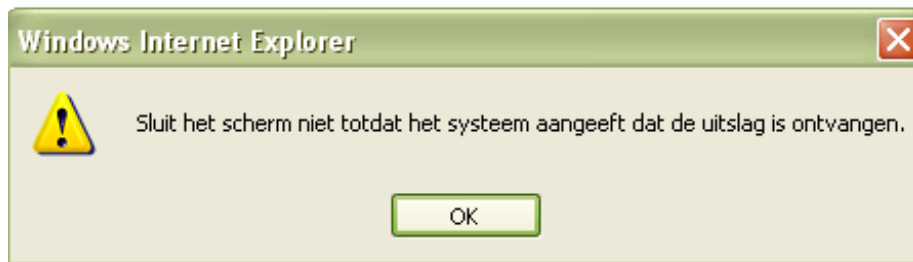 Windows Internet Explorer
Sluit het scherm niet totdat het systeem aangeeft dat de uitslag is ontvangen.
OK